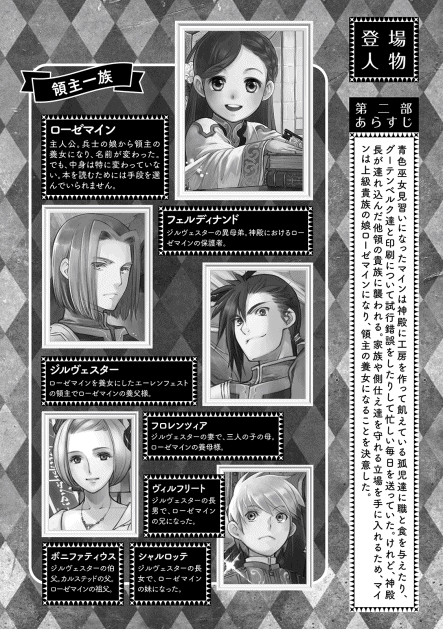 登場
人物
第二部
あらすじ
青色巫女見習いになったマインは神殿に工房を作って飢えている孤児達に職と食を与えたり、
グーテンベルク達と印刷について試行錯誤をしたりして忙しい毎日を送っていた。けれど、神殿
長が連れ込んだ他領の貴族に襲われる。家族や側仕え達を守れる立場を手に入れるため、マイ
ンは上級貴族の娘ローゼマインになり、領主の養女になることを決意した。
領主一族
ローゼマイン
主人公。兵士の娘から領主の
養女になり、名前が変わった。
でも、中身は特に変わっていな
い。本を読むためには手段を選
んでいられません。
フェルディナンド
ジルヴェスターの異母弟。神殿におけるロー
ゼマインの保護者。
ジルヴェスター
ローゼマインを養女にしたエーレンフェスト
の領主でローゼマインの養父様。
フロレンツィア
ジルヴェスターの妻で、三人の子の母。
ローゼマインの養母様。
ヴィルフリート
ジルヴェスターの長
男で、ローゼマイン
の兄になった。
ボニファティウス
ジルヴェスターの伯
父。カルステッドの父。
ローゼマインの祖父。
シャルロッテ
ジルヴェスターの長
女で、ローゼマイン
の妹になった。